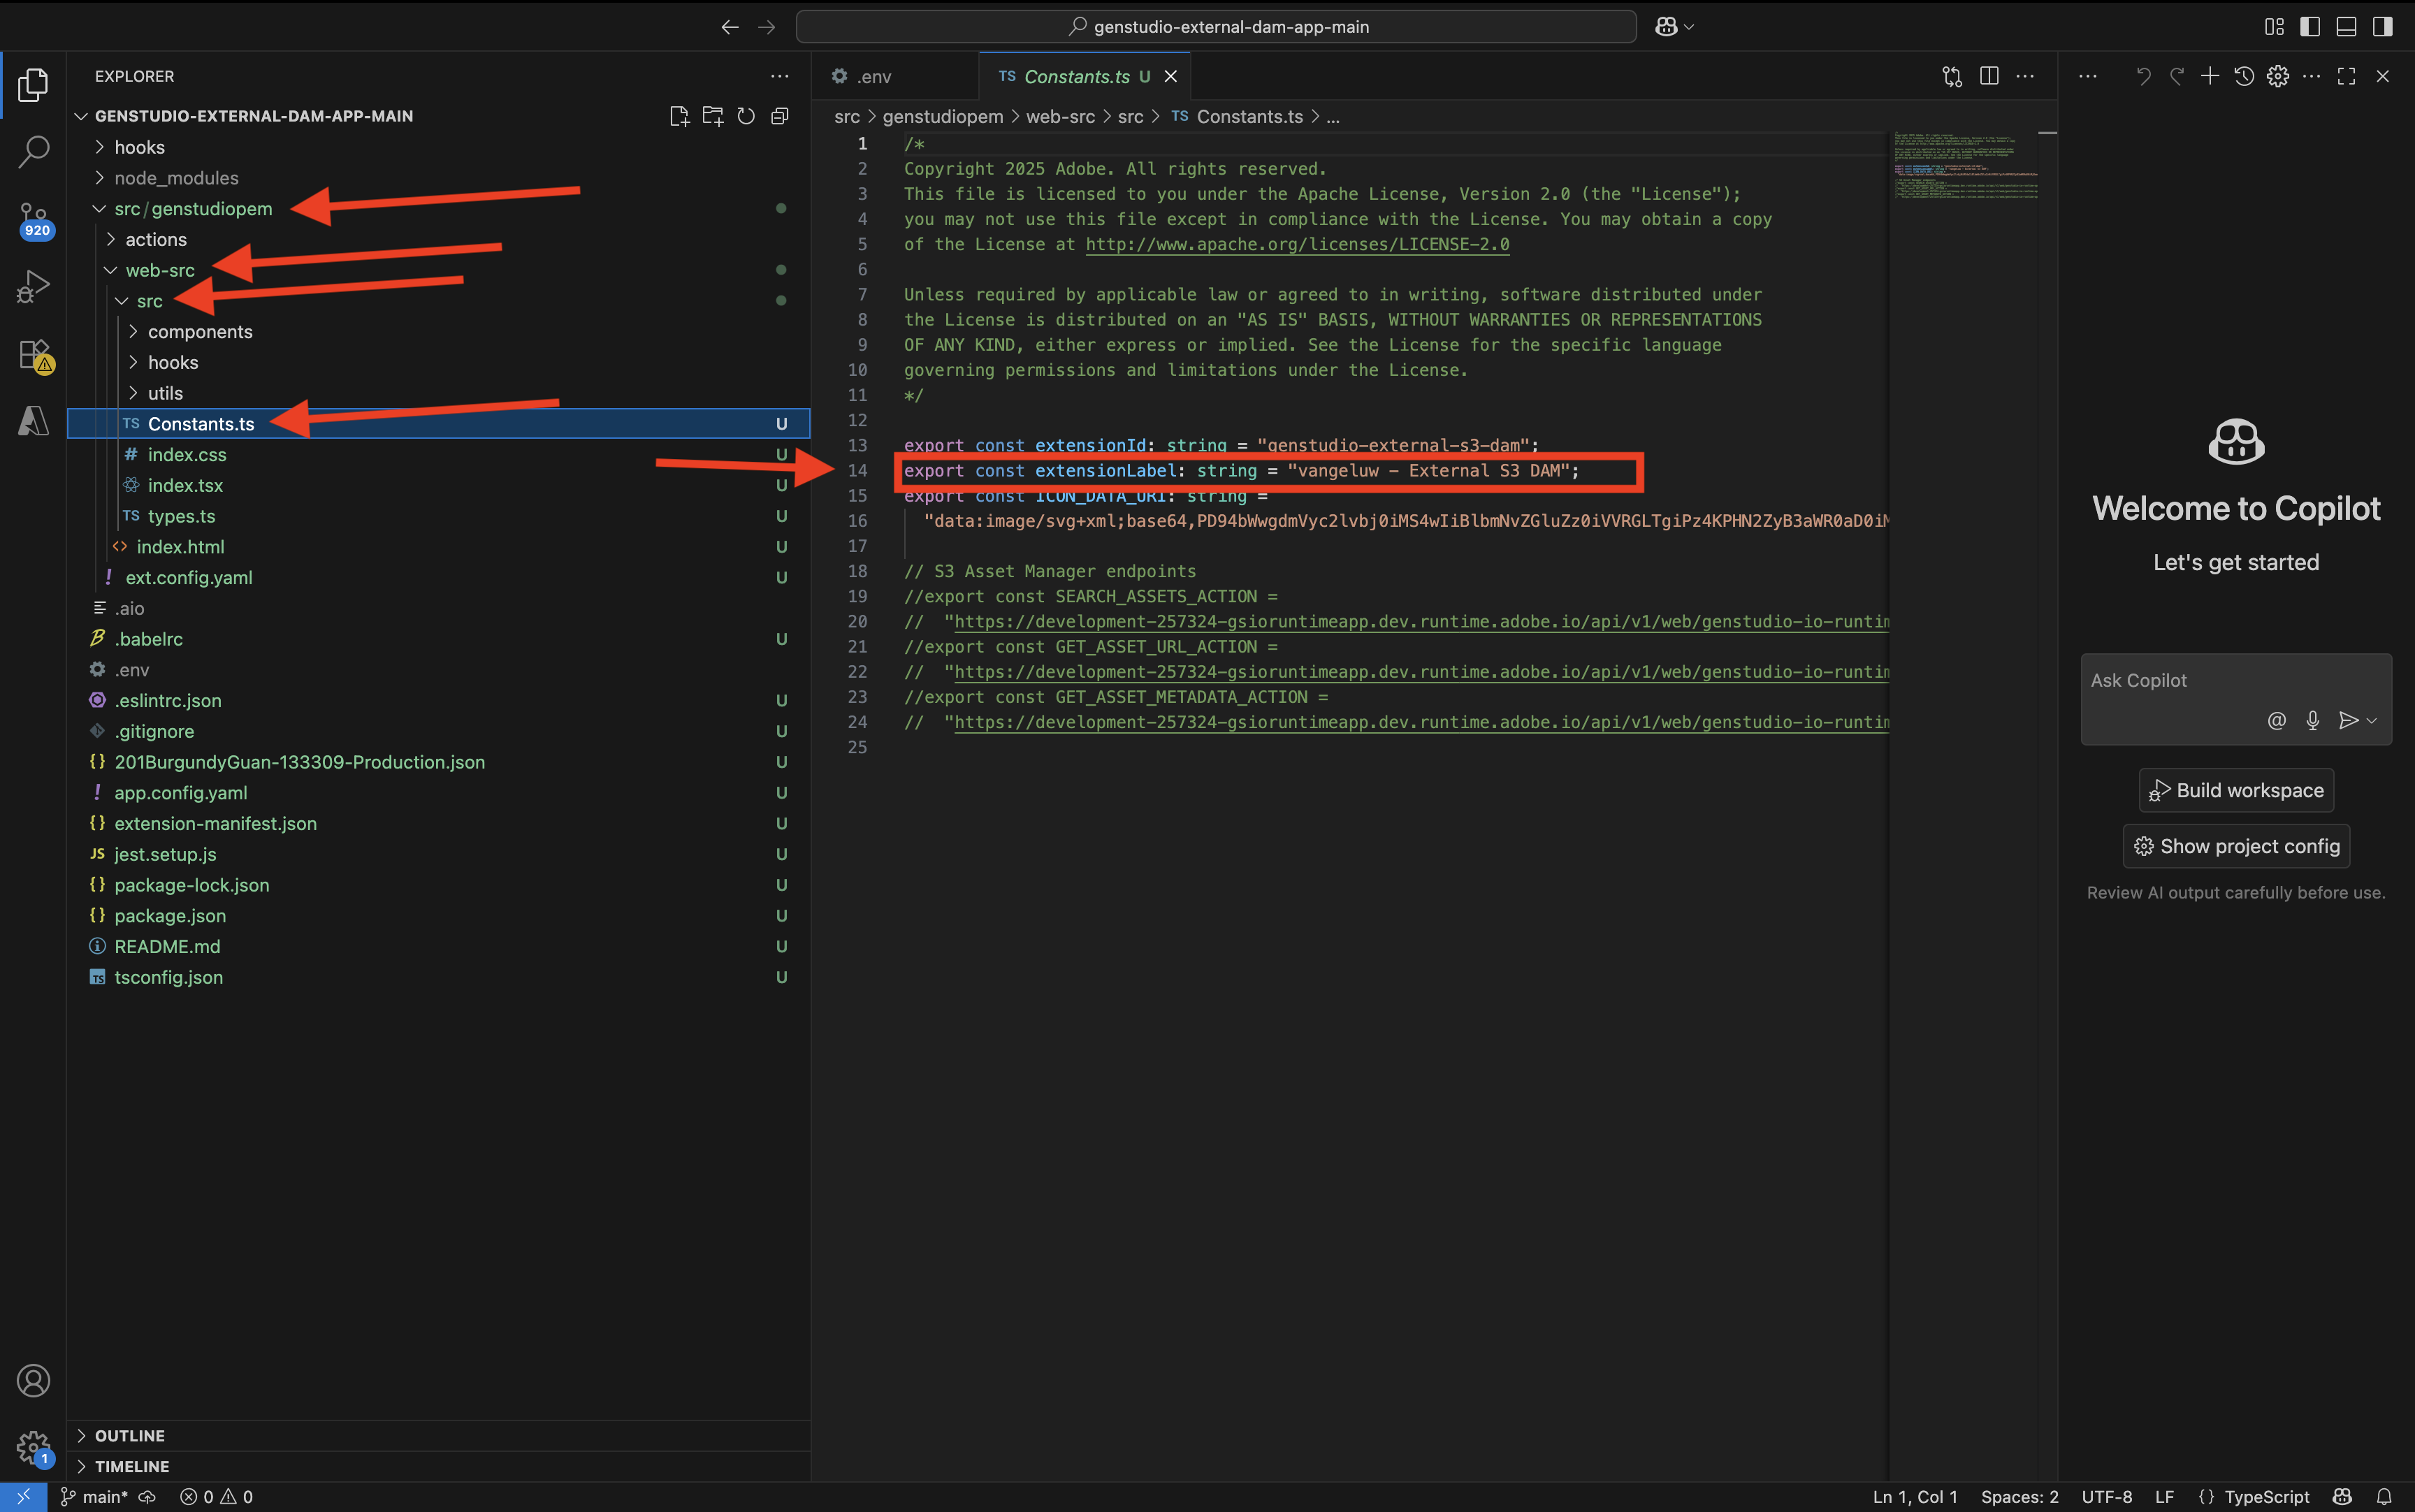 genstudio-external-dam-app-main
EXPLORER
GENSTUDIO-EXTERNAL-DAM-APP-MAIN
hooks
node_modules
src/genstudiopem
actions
web-src
src
components
hooks
utils
TS Constants.ts U
# index.css U
index.tsx U
TS types.ts U
<> index.html U
! ext.config.yaml U
.aio
.babelrc U
.env
.eslintrc.json U
.gitignore U
{} 201BurgundyGuan-133309-Production.json U
! app.config.yaml U
{} extension-manifest.json U
JS jest.setup.js U
{} package-lock.json U
{} package.json U
README.md U
TS tsconfig.json U
OUTLINE
TIMELINE
920
1
.env
TS Constants.ts U
src > genstudiopem > web-src > src > TS Constants.ts > ...
1 /*
2 Copyright 2025 Adobe. All rights reserved.
3 This file is licensed to you under the Apache License, Version 2.0 (the "License");
4 you may not use this file except in compliance with the License. You may obtain a copy
5 of the License at http://www.apache.org/licenses/LICENSE-2.0
6
7 Unless required by applicable law or agreed to in writing, software distributed under
8 the License is distributed on an "AS IS" BASIS, WITHOUT WARRANTIES OR REPRESENTATIONS
9 OF ANY KIND, either express or implied. See the License for the specific language
10 governing permissions and limitations under the License.
11 */
12
13 export const extensionId: string = "genstudio-external-s3-dam";
14 export const extensionLabel: string = "vangeluw - External S3 DAM";
15 export const ICON_DATA_URI: string =
16 "data:image/svg+xml;base64,PD94bWwgdmVyc2lvbj0iMS4wIiBlbmNvZGluZz0iVVRGLTgiPz4KPHN2ZyB3aWR0aD0iM
17
18 // S3 Asset Manager endpoints
19 //export const SEARCH_ASSETS_ACTION =
20 // "https://development-257324-gsioruntimeapp.dev.runtime.adobe.io/api/v1/web/genstudio-io-runtim
21 //export const GET_ASSET_URL_ACTION =
22 // "https://development-257324-gsioruntimeapp.dev.runtime.adobe.io/api/v1/web/genstudio-io-runtim
23 //export const GET_ASSET_METADATA_ACTION =
24 // "https://development-257324-gsioruntimeapp.dev.runtime.adobe.io/api/v1/web/genstudio-io-runtim
25
Welcome to Copilot
Let's get started
Ask Copilot
Build workspace
Show project config
Review AI output carefully before use.
main* 0 0
Ln 1, Col 1 Spaces: 2 UTF-8 LF {} TypeScript